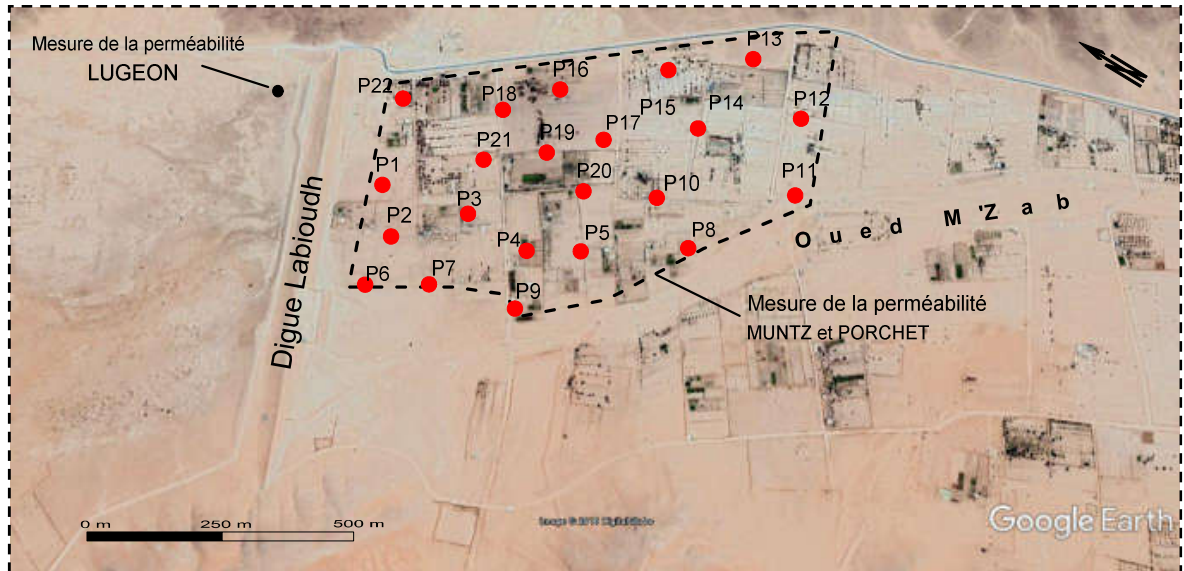 Mesure de la perméabilité
LUGEON
P13
P16
P22
P18
P15
P14
P12
P17
P19
P21
P1
P20
P10
P11
P3
P2
P4
P5
P8
Oued M'Zab
P6
P7
P9
Digue Labioudh
Mesure de la perméabilité
MUNTZ et PORCHET
0 m 250 m 500 m
Google Earth